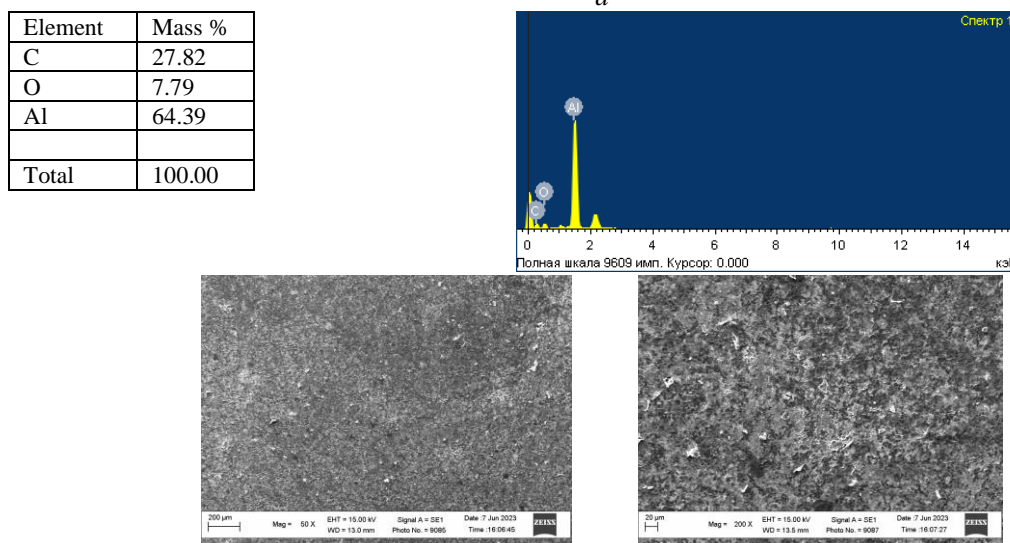 a
Element Mass %
C 27.82
O 7.79
Al 64.39
Total 100.00
Спектр 1
Al
O
C
0 2 4 6 8 10 12 14
Полная шкала 9609 имп. Курсор: 0.000 кэ
200 µm Mag = 50 X EHT = 15.00 kV Signal A = SE1 Date :7 Jun 2023 ZEISS
WD = 13.0 mm Photo No. = 9085 Time :16:06:45
20 µm Mag = 200 X EHT = 15.00 kV Signal A = SE1 Date :7 Jun 2023 ZEISS
WD = 13.5 mm Photo No. = 9087 Time :16:07:27